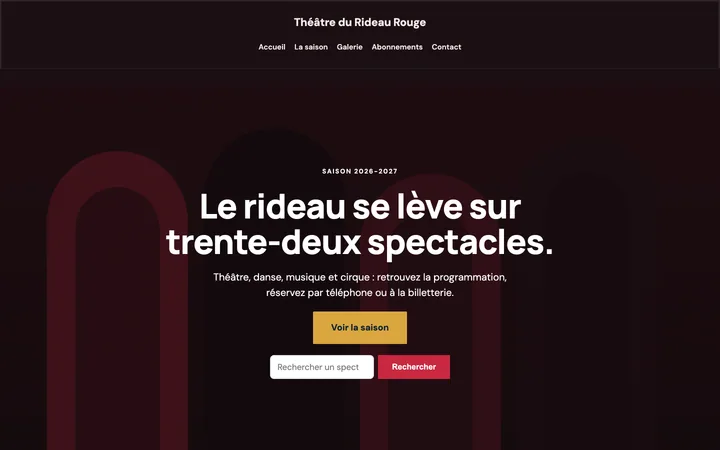 Théâtre du Rideau Rouge
Accueil La saison Galerie Abonnements Contact
SAISON 2026-2027
Le rideau se lève sur
trente-deux spectacles.
Théâtre, danse, musique et cirque : retrouvez la programmation,
réservez par téléphone ou à la billetterie.
Voir la saison
Rechercher un spect Rechercher